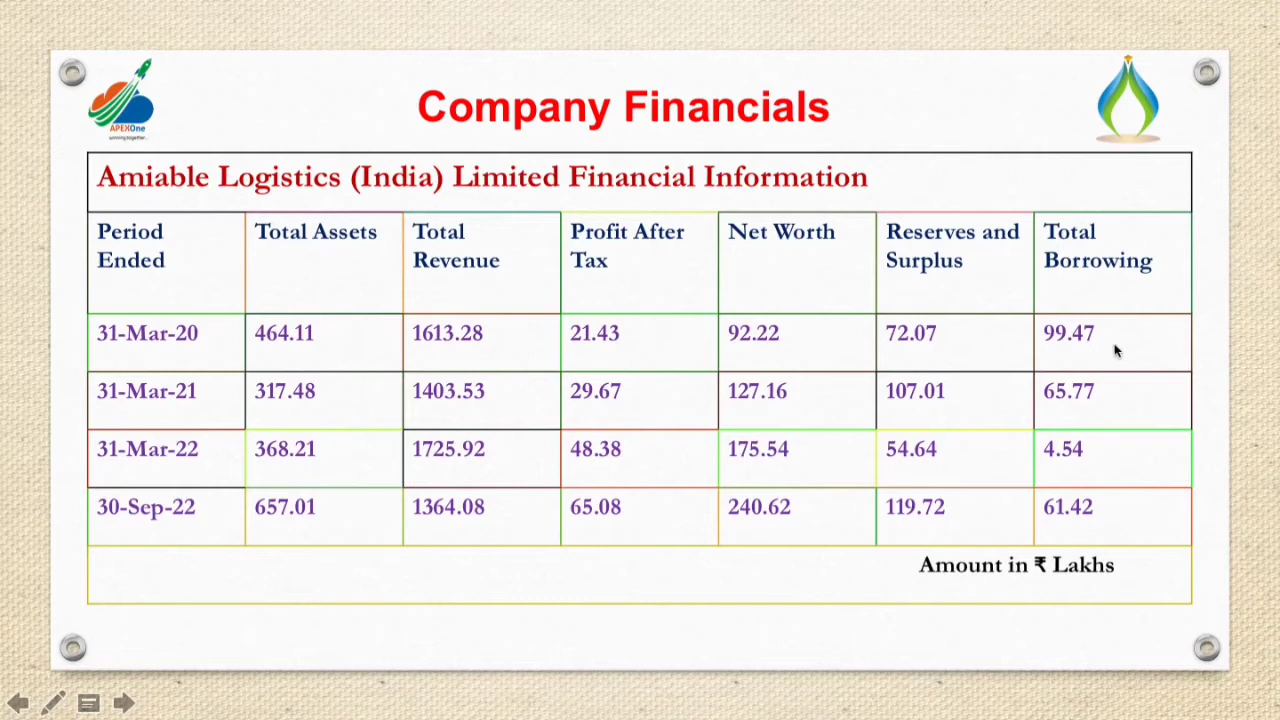 APEXOne
winning together...
Company Financials
Amiable Logistics (India) Limited Financial Information
Period Ended Total Assets Total Revenue Profit After Tax Net Worth Reserves and Surplus Total Borrowing
31-Mar-20 464.11 1613.28 21.43 92.22 72.07 99.47
31-Mar-21 317.48 1403.53 29.67 127.16 107.01 65.77
31-Mar-22 368.21 1725.92 48.38 175.54 54.64 4.54
30-Sep-22 657.01 1364.08 65.08 240.62 119.72 61.42
Amount in ₹ Lakhs